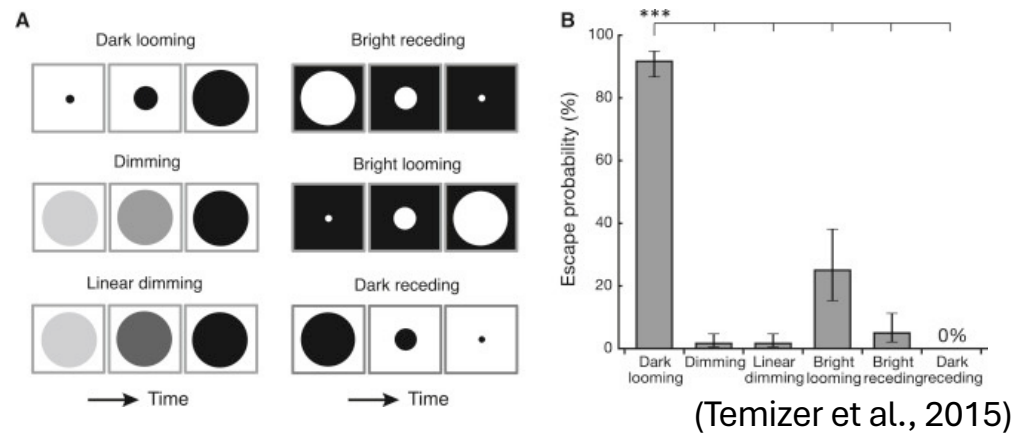 A
Dark looming
Bright receding
Dimming
Bright looming
Linear dimming
Dark receding
Time
Time
B
***
Escape probability (%)
100
80
60
40
20
0
0%
Dark
looming
Dimming
Linear
dimming
Bright
looming
Bright
receding
Dark
receding
(Temizer et al., 2015)